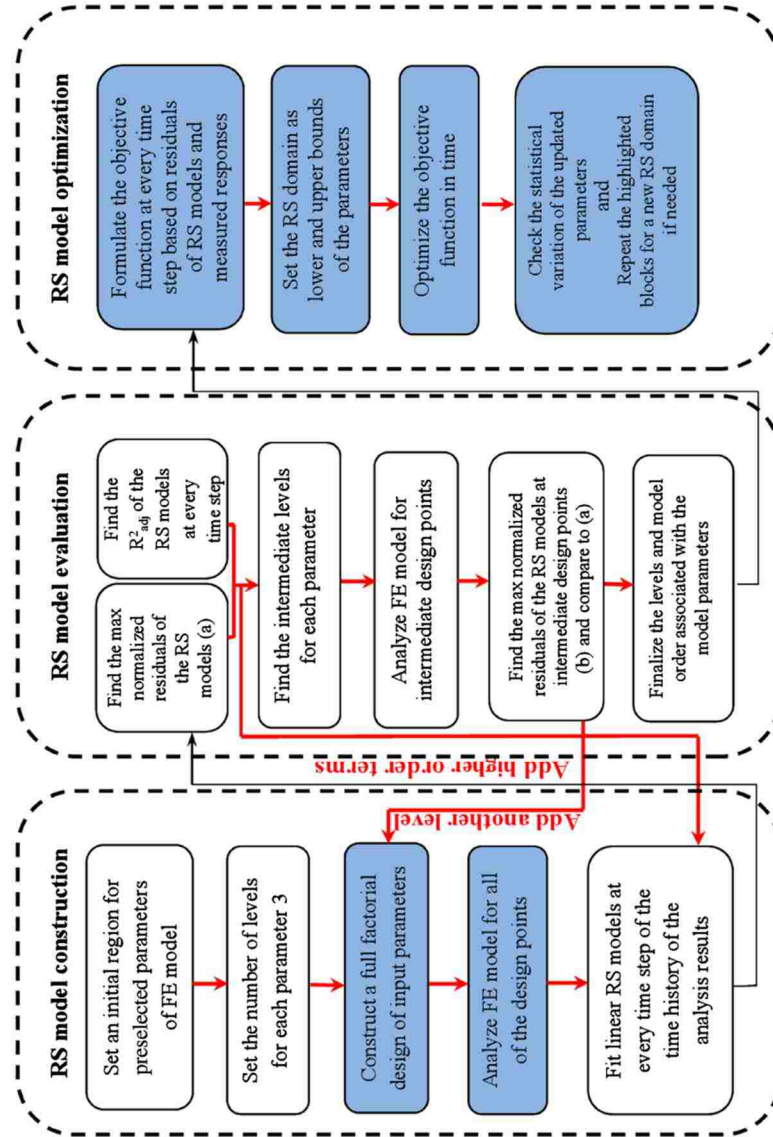 RS model construction
Set an initial region for
preselected parameters
of FE model
Set the number of levels
for each parameter 3
Construct a full factorial
design of input parameters
Analyze FE model for all
of the design points
Fit linear RS models at
every time step of the
time history of the
analysis results
Add another level
Add higher order terms
RS model evaluation
Find the max
normalized
residuals of
the RS
models (a)
Find the
R²adj of the
RS models
at every
time step
Find the intermediate levels
for each parameter
Analyze FE model for
intermediate design points
Find the max normalized
residuals of the RS models at
intermediate design points
(b) and compare to (a)
Finalize the levels and model
order associated with the
model parameters
RS model optimization
Formulate the objective
function at every time
step based on residuals
of RS models and
measured responses
Set the RS domain as
lower and upper bounds
of the parameters
Optimize the objective
function in time
Check the statistical
variation of the updated
parameters
and
Repeat the highlighted
blocks for a new RS domain
if needed